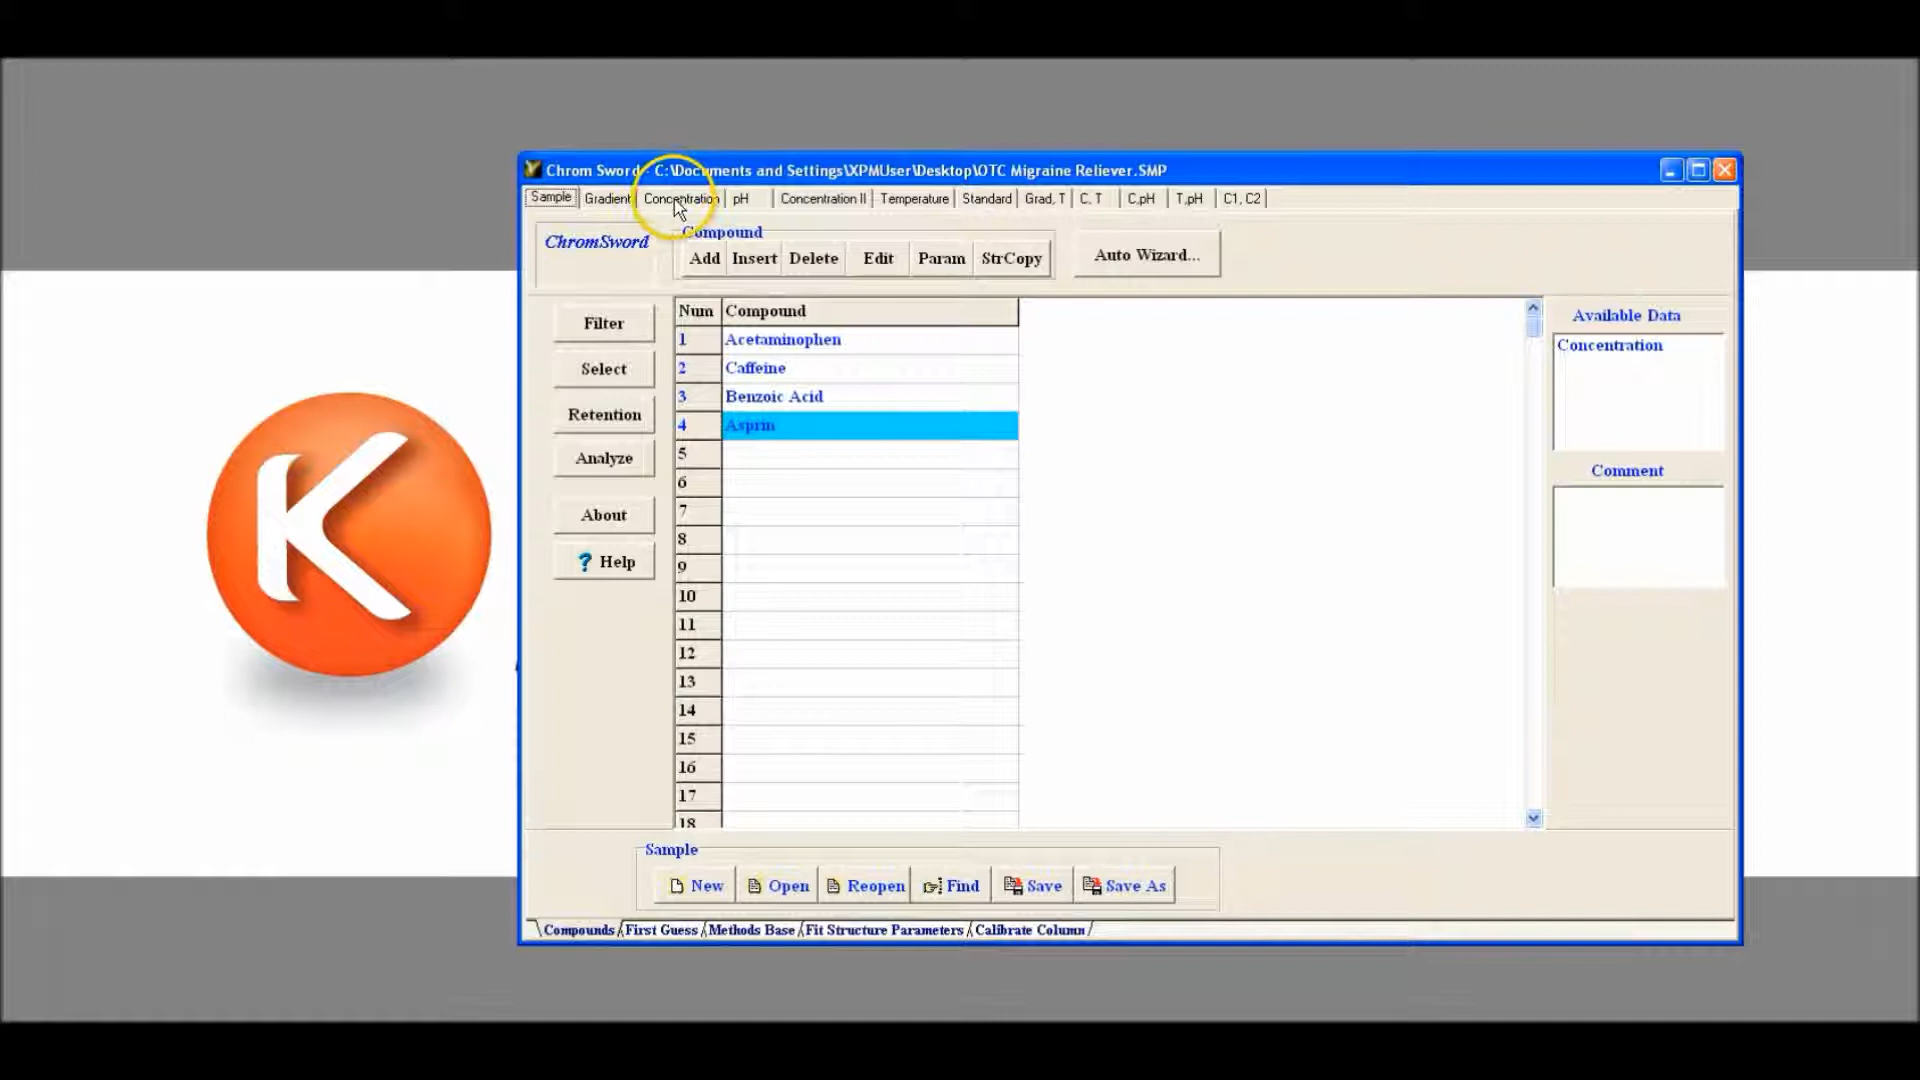 Chrom Sword - C:\Documents and Settings\XPMUser\Desktop\OTC Migraine Reliever.SMP
Sample Gradient Concentration pH Concentration II Temperature Standard Grad, T C, T C,pH T,pH C1, C2
ChromSword
Compound
Add Insert Delete Edit Param StrCopy
Auto Wizard...
Filter
Select
Retention
Analyze
About
? Help
Num Compound
1 Acetaminophen
2 Caffeine
3 Benzoic Acid
4 Asprin
5
6
7
8
9
10
11
12
13
14
15
16
17
18
Available Data
Concentration
Comment
Sample
New Open Reopen Find Save Save As
Compounds First Guess Methods Base Fit Structure Parameters Calibrate Column
K